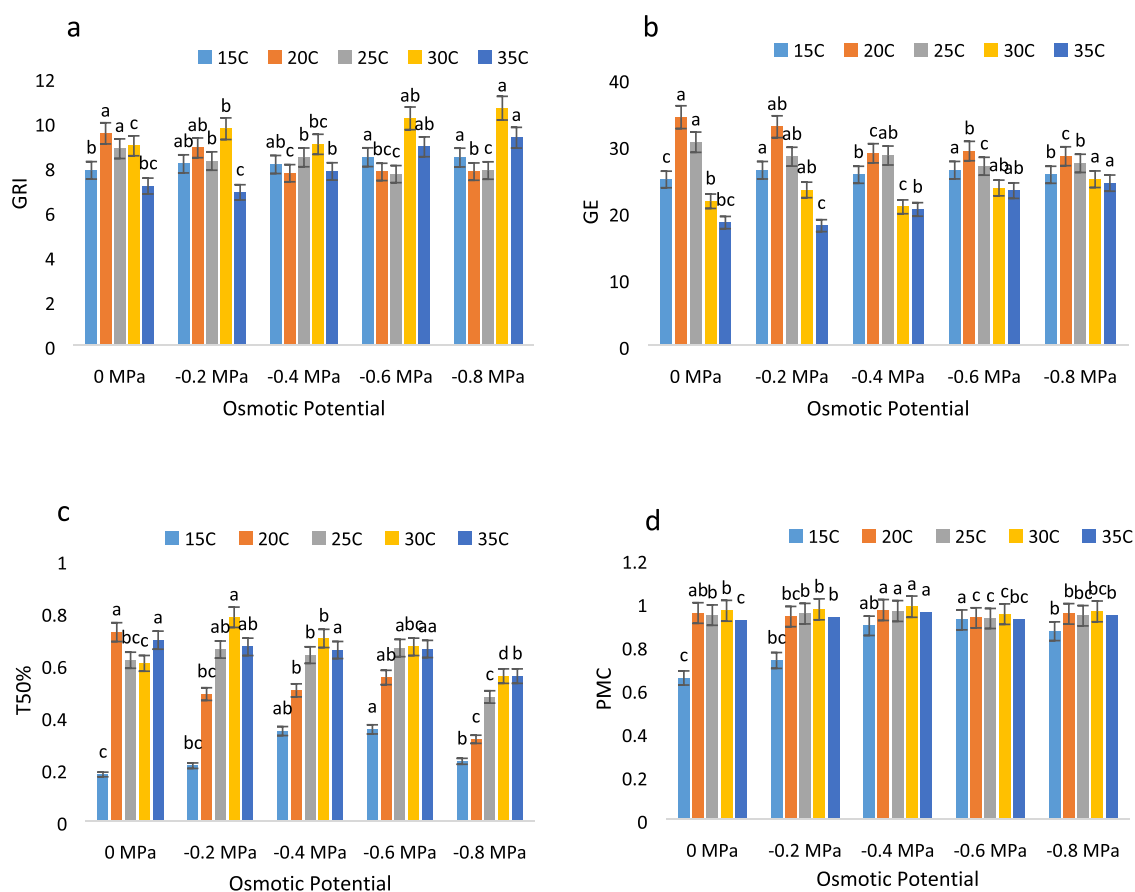 a
15C 20C 25C 30C 35C
12
10
8
6
4
2
0
GRI
b a a c bc
ab ab b b c
ab c b bc b
a bc c ab ab
a b c a a
0 MPa -0.2 MPa -0.4 MPa -0.6 MPa -0.8 MPa
Osmotic Potential
b
15C 20C 25C 30C 35C
40
30
20
10
0
GE
b a a b bc
a ab ab ab c
b c ab c b
a b c ab ab
b c b a a
0 MPa -0.2 MPa -0.4 MPa -0.6 MPa -0.8 MPa
Osmotic Potential
c
15C 20C 25C 30C 35C
1
0.8
0.6
0.4
0.2
0
T50%
c a bc c a
bc bc ab a ab
ab b b b a
a ab ab bc aa
b c c d b
0 MPa -0.2 MPa -0.4 MPa -0.6 MPa -0.8 MPa
Osmotic Potential
d
15C 20C 25C 30C 35C
1.2
1
0.8
0.6
0.4
0.2
0
PMC
c ab b b c
bc bc b b b
ab a a a a
a c c c bc
b b bc bc b
0 MPa -0.2 MPa -0.4 MPa -0.6 MPa -0.8 MPa
Osmotic Potential